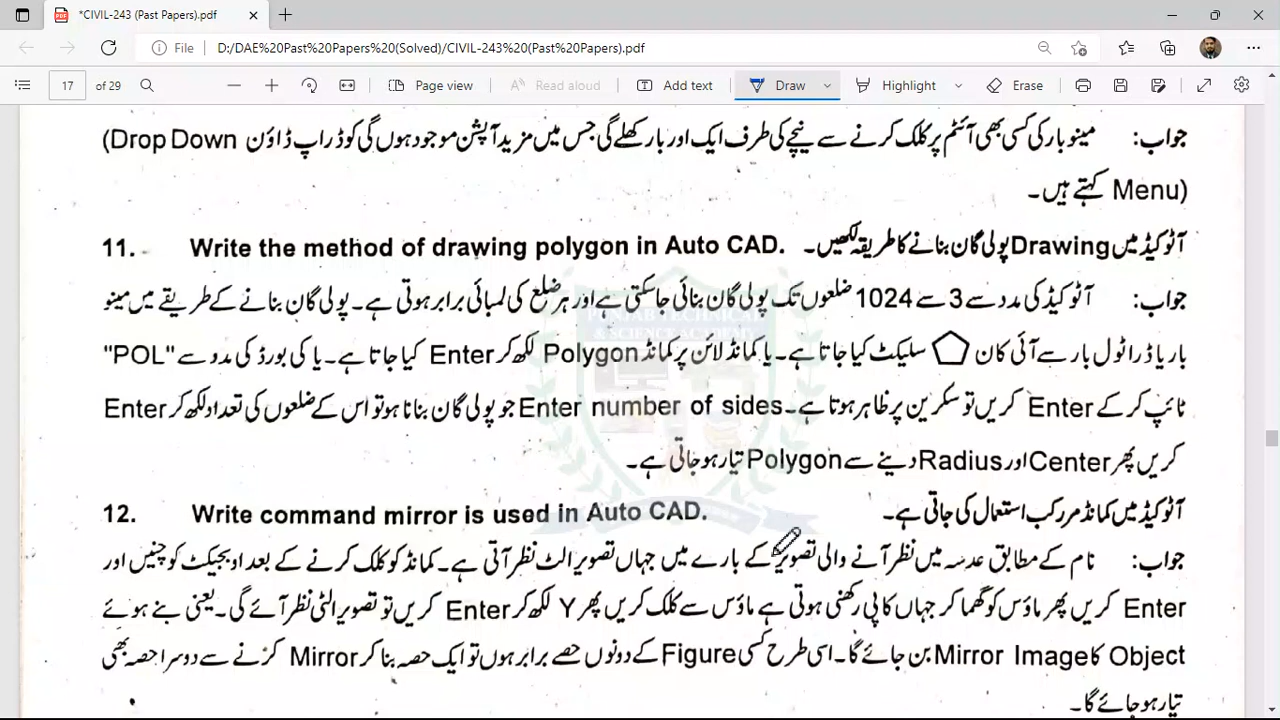 *CIVIL-243 (Past Papers).pdf
File D:/DAE%20Past%20Papers%20(Solved)/CIVIL-243%20(Past%20Papers).pdf
17 of 29 Page view Read aloud Add text Draw Highlight Erase
جواب: مینو بار کی کسی بھی آئٹم پر کلک کرنے سے نیچے کی طرف ایک اور بار کھلے گی جس میں مزید آپشن موجود ہوں گی کو ڈراپ ڈاؤن (Drop Down
Menu) کہتے ہیں۔
11. Write the method of drawing polygon in Auto CAD. آٹو کیڈ میں Drawing پولی گان بنانے کا طریقہ لکھیں۔
جواب: آٹو کیڈ کی مدد سے 3 سے 1024 ضلعوں تک پولی گان بنائی جا سکتی ہے اور ہر ضلع کی لمبائی برابر ہوتی ہے۔ پولی گان بنانے کے طریقے میں مینو
بار یا ڈرا ٹول بار سے آئی کان سلیکٹ کیا جاتا ہے۔ یا کمانڈ لائن پر کمانڈ Polygon لکھ کر Enter کیا جاتا ہے۔ یا کی بورڈ کی مدد سے "POL"
ٹائپ کر کے Enter کریں تو سکرین پر ظاہر ہوتا ہے۔ Enter number of sides جو پولی گان بنانا ہو تو اس کے ضلعوں کی تعداد لکھ کر Enter
کریں پھر Center اور Radius دینے سے Polygon تیار ہو جاتی ہے۔
PUNJAB TECHNICAL
& SCIENCE ACADEMY
12. Write command mirror is used in Auto CAD. آٹو کیڈ میں کمانڈ مرر کب استعمال کی جاتی ہے۔
جواب: نام کے مطابق عدسہ میں نظر آنے والی تصویر کے بارے میں جہاں تصویر الٹ نظر آتی ہے۔ کمانڈ کو کلک کرنے کے بعد اوبجیکٹ کو چنیں اور
Enter کریں پھر ماؤس کو گھما کر جہاں کاپی رکھنی ہوتی ہے ماؤس سے کلک کریں پھر Y لکھ کر Enter کریں تو تصویر الٹی نظر آئے گی۔ یعنی بنے ہوئے
Object کا Mirror Image بن جائے گا۔ اسی طرح کسی Figure کے دونوں حصے برابر ہوں تو ایک حصہ بنا کر Mirror کرنے سے دوسرا حصہ بھی
تیار ہو جائے گا۔